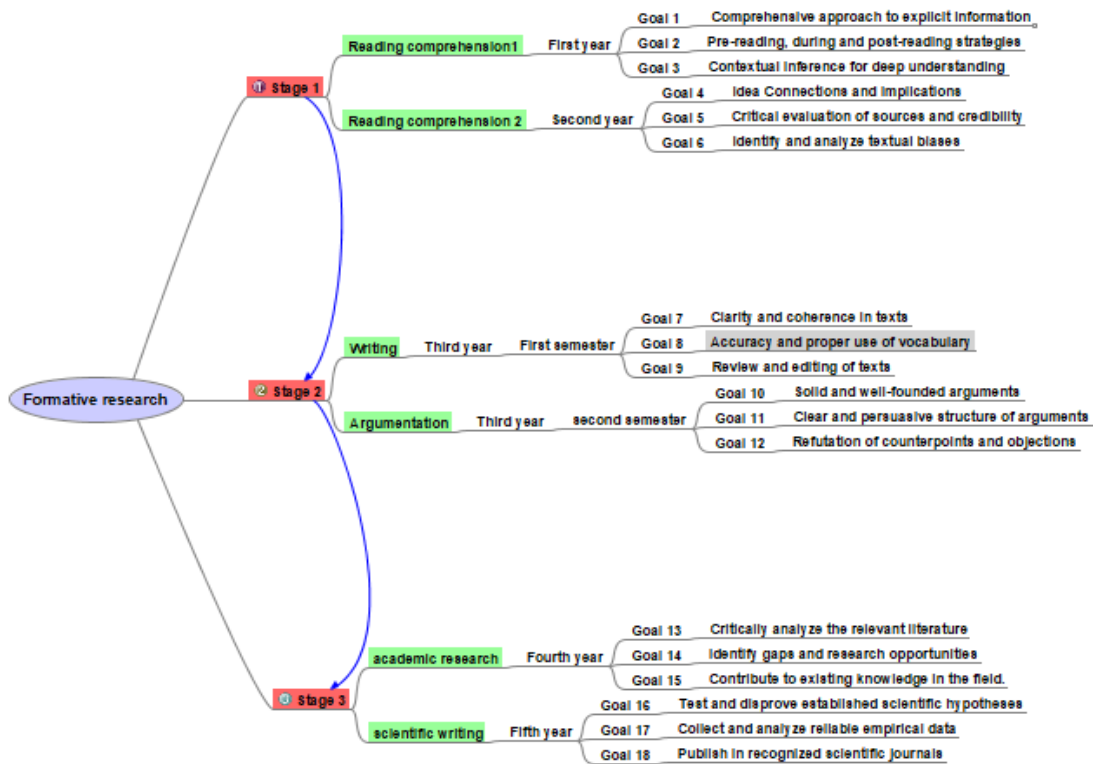 Formative research
1 Stage 1
Reading comprehension1
First year
Goal 1 Comprehensive approach to explicit information
Goal 2 Pre-reading, during and post-reading strategies
Goal 3 Contextual inference for deep understanding
Reading comprehension 2
Second year
Goal 4 Idea Connections and implications
Goal 5 Critical evaluation of sources and credibility
Goal 6 Identify and analyze textual biases
2 Stage 2
Writing
Third year
First semester
Goal 7 Clarity and coherence in texts
Goal 8 Accuracy and proper use of vocabulary
Goal 9 Review and editing of texts
Argumentation
Third year
second semester
Goal 10 Solid and well-founded arguments
Goal 11 Clear and persuasive structure of arguments
Goal 12 Refutation of counterpoints and objections
3 Stage 3
academic research
Fourth year
Goal 13 Critically analyze the relevant literature
Goal 14 Identify gaps and research opportunities
Goal 15 Contribute to existing knowledge in the field.
scientific writing
Fifth year
Goal 16 Test and disprove established scientific hypotheses
Goal 17 Collect and analyze reliable empirical data
Goal 18 Publish in recognized scientific journals